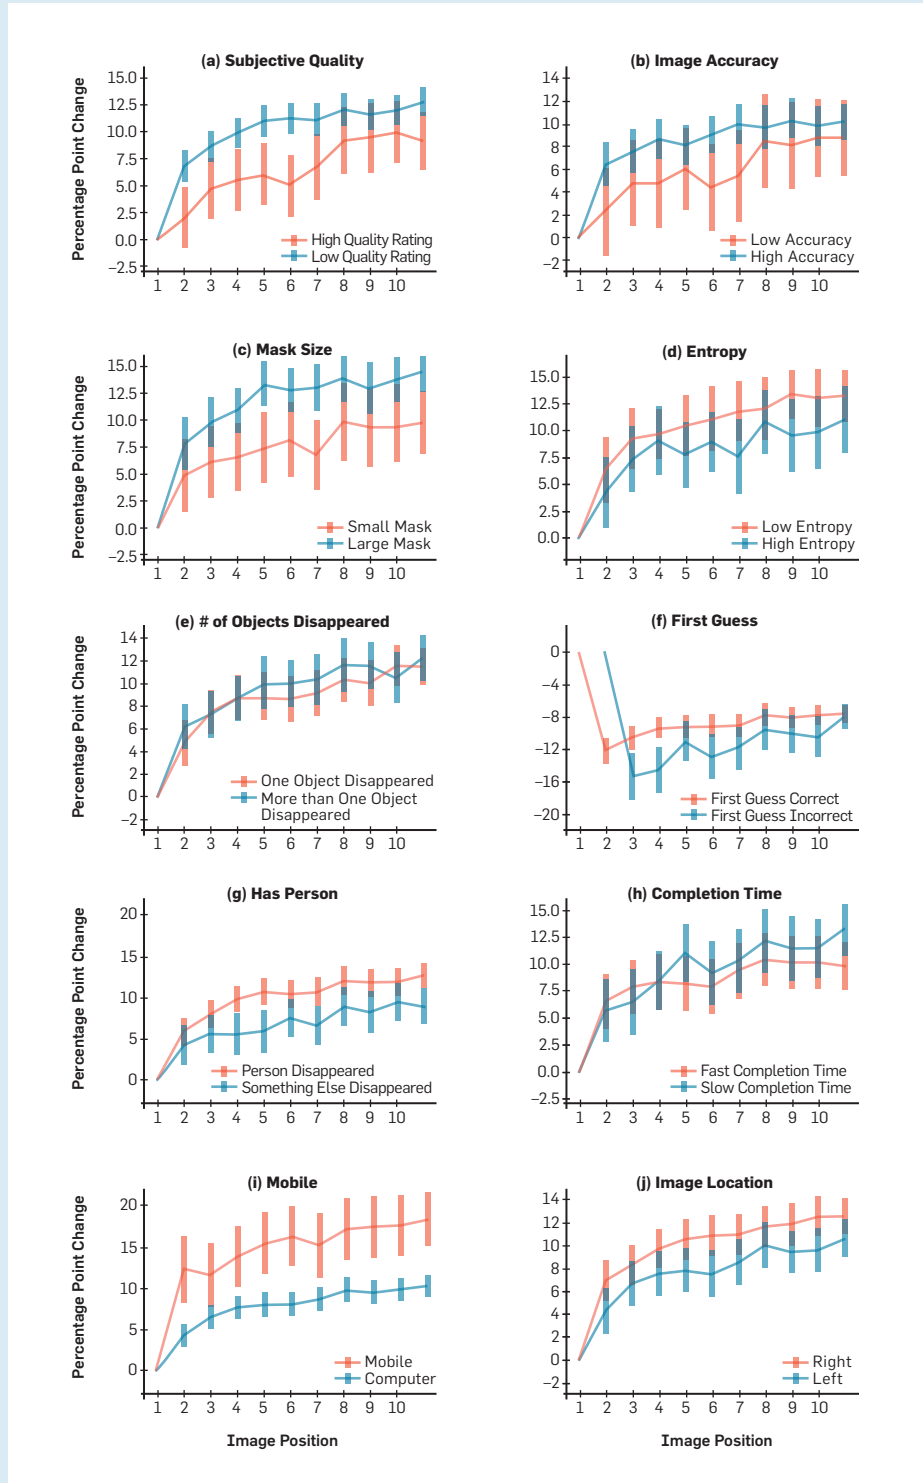 (a) Subjective Quality
Percentage Point Change
15.0
12.5
10.0
7.5
5.0
2.5
0.0
–2.5
High Quality Rating
Low Quality Rating
1 2 3 4 5 6 7 8 9 10
(b) Image Accuracy
14
12
10
8
6
4
2
0
–2
Low Accuracy
High Accuracy
1 2 3 4 5 6 7 8 9 10
(c) Mask Size
Percentage Point Change
15.0
12.5
10.0
7.5
5.0
2.5
0.0
–2.5
Small Mask
Large Mask
1 2 3 4 5 6 7 8 9 10
(d) Entropy
15.0
12.5
10.0
7.5
5.0
2.5
0.0
Low Entropy
High Entropy
1 2 3 4 5 6 7 8 9 10
(e) # of Objects Disappeared
Percentage Point Change
14
12
10
8
6
4
2
0
–2
One Object Disappeared
More than One Object
Disappeared
1 2 3 4 5 6 7 8 9 10
(f) First Guess
0
–4
–8
–12
–16
–20
First Guess Correct
First Guess Incorrect
1 2 3 4 5 6 7 8 9 10
(g) Has Person
Percentage Point Change
20
15
10
5
0
Person Disappeared
Something Else Disappeared
1 2 3 4 5 6 7 8 9 10
(h) Completion Time
15.0
12.5
10.0
7.5
5.0
2.5
0.0
–2.5
Fast Completion Time
Slow Completion Time
1 2 3 4 5 6 7 8 9 10
(i) Mobile
Percentage Point Change
20
15
10
5
0
Mobile
Computer
1 2 3 4 5 6 7 8 9 10
Image Position
(j) Image Location
14
12
10
8
6
4
2
0
–2
Right
Left
1 2 3 4 5 6 7 8 9 10
Image Position